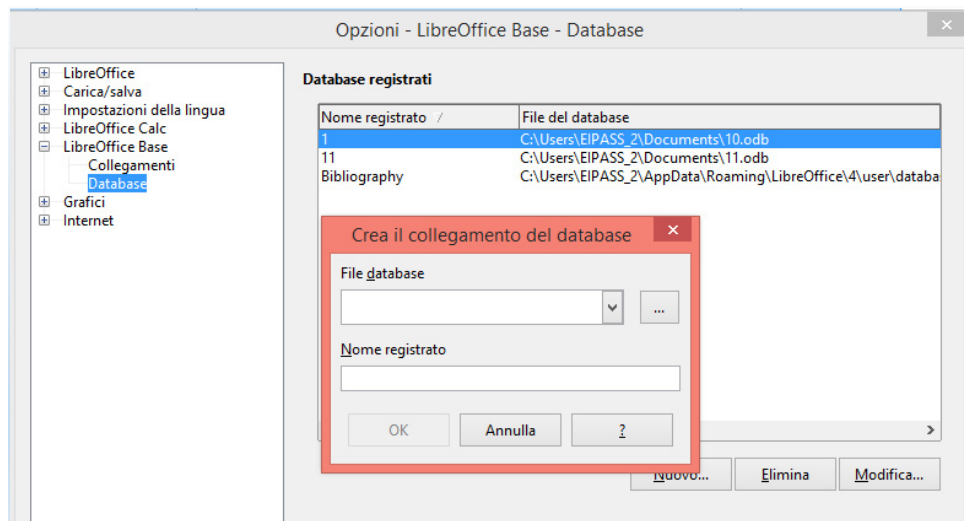 Opzioni - LibreOffice Base - Database
LibreOffice
Carica/salva
Impostazioni della lingua
LibreOffice Calc
LibreOffice Base
Collegamenti
Database
Grafici
Internet
Database registrati
Nome registrato File del database
1 C:\Users\EIPASS_2\Documents\10.odb
11 C:\Users\EIPASS_2\Documents\11.odb
Bibliography C:\Users\EIPASS_2\AppData\Roaming\LibreOffice\4\user\databa
Crea il collegamento del database
File database
...
Nome registrato
OK Annulla ?
Nuovo... Elimina Modifica...